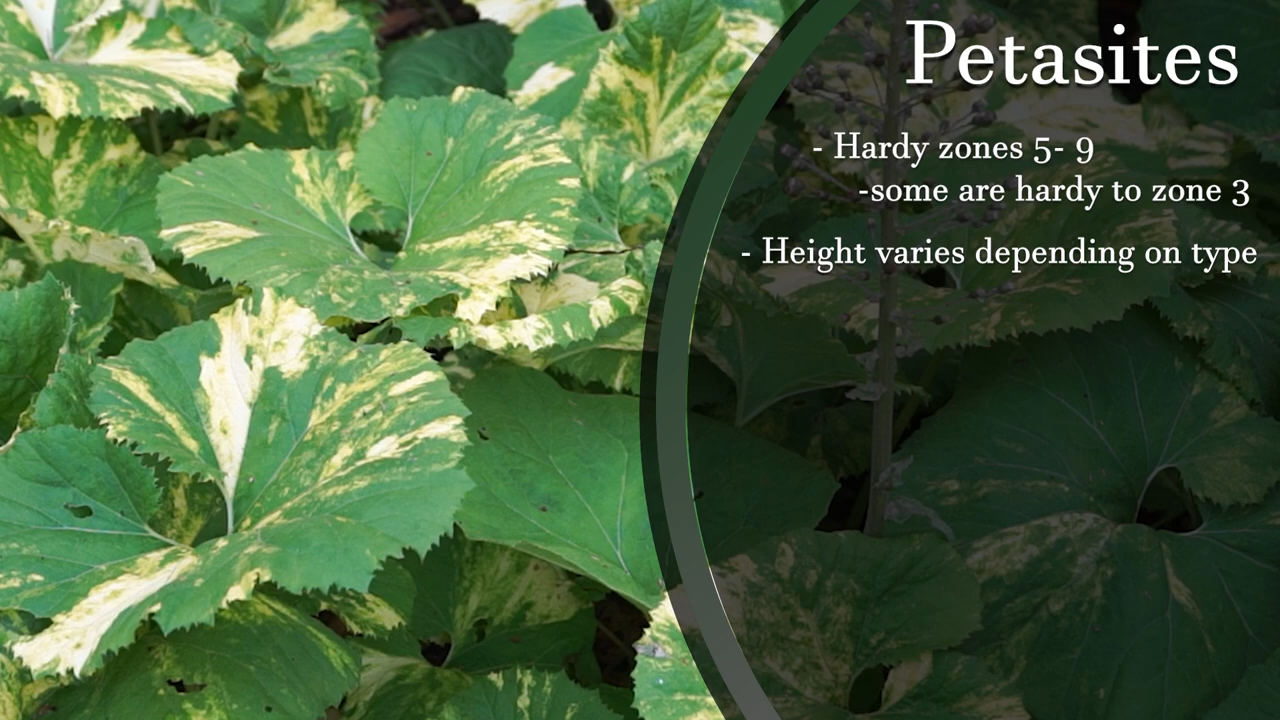 Petasites
- Hardy zones 5- 9
-some are hardy to zone 3
- Height varies depending on type